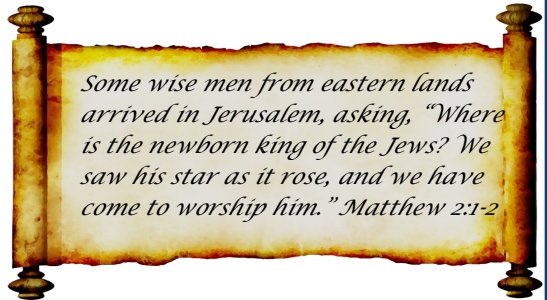 Some wise men from eastern lands
arrived in Jerusalem, asking, “Where
is the newborn king of the Jews? We
saw his star as it rose, and we have
come to worship him.” Matthew 2:1-2